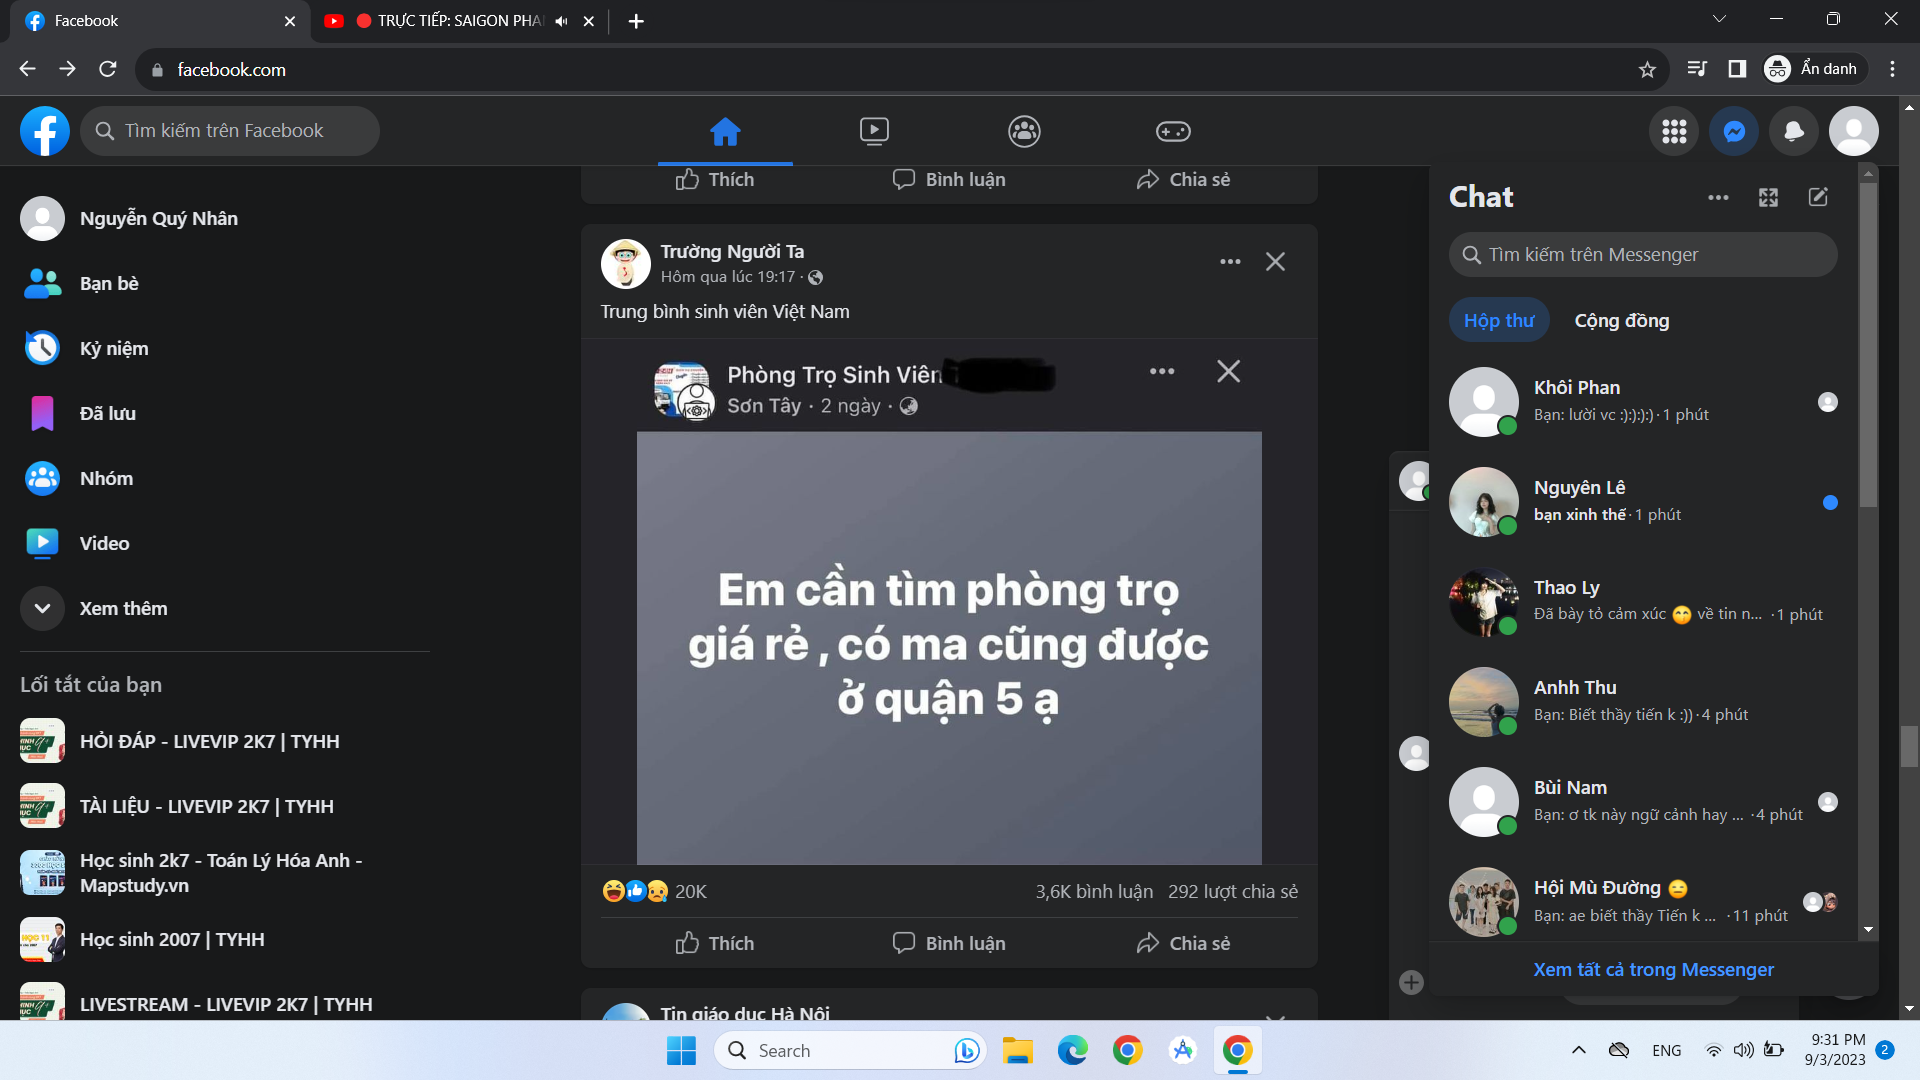 Facebook
TRỰC TIẾP: SAIGON PHA
facebook.com
Ẩn danh
Tìm kiếm trên Facebook
Nguyễn Quý Nhân
Bạn bè
Kỷ niệm
Đã lưu
Nhóm
Video
Xem thêm
Lối tắt của bạn
HỎI ĐÁP - LIVEVIP 2K7 | TYHH
TÀI LIỆU - LIVEVIP 2K7 | TYHH
Học sinh 2k7 - Toán Lý Hóa Anh -
Mapstudy.vn
Học sinh 2007 | TYHH
LIVESTREAM - LIVEVIP 2K7 | TYHH
Thích
Bình luận
Chia sẻ
Trường Người Ta
Hôm qua lúc 19:17 ·
Trung bình sinh viên Việt Nam
Phòng Trọ Sinh Viên
Sơn Tây · 2 ngày ·
Em cần tìm phòng trọ
giá rẻ , có ma cũng được
ở quận 5 ạ
20K
3,6K bình luận
292 lượt chia sẻ
Thích
Bình luận
Chia sẻ
Tin giáo dục Hà Nội
Chat
Tìm kiếm trên Messenger
Hộp thư
Cộng đồng
Khôi Phan
Bạn: lười vc :):):):) · 1 phút
Nguyên Lê
bạn xinh thế · 1 phút
Thao Ly
Đã bày tỏ cảm xúc 😙 về tin n... · 1 phút
Anhh Thu
Bạn: Biết thầy tiến k :)) · 4 phút
Bùi Nam
Bạn: ơ tk này ngữ cảnh hay ... · 4 phút
Hội Mù Đường 😑
Bạn: ae biết thầy Tiến k ... · 11 phút
Xem tất cả trong Messenger
Search
ENG
9:31 PM
9/3/2023
2